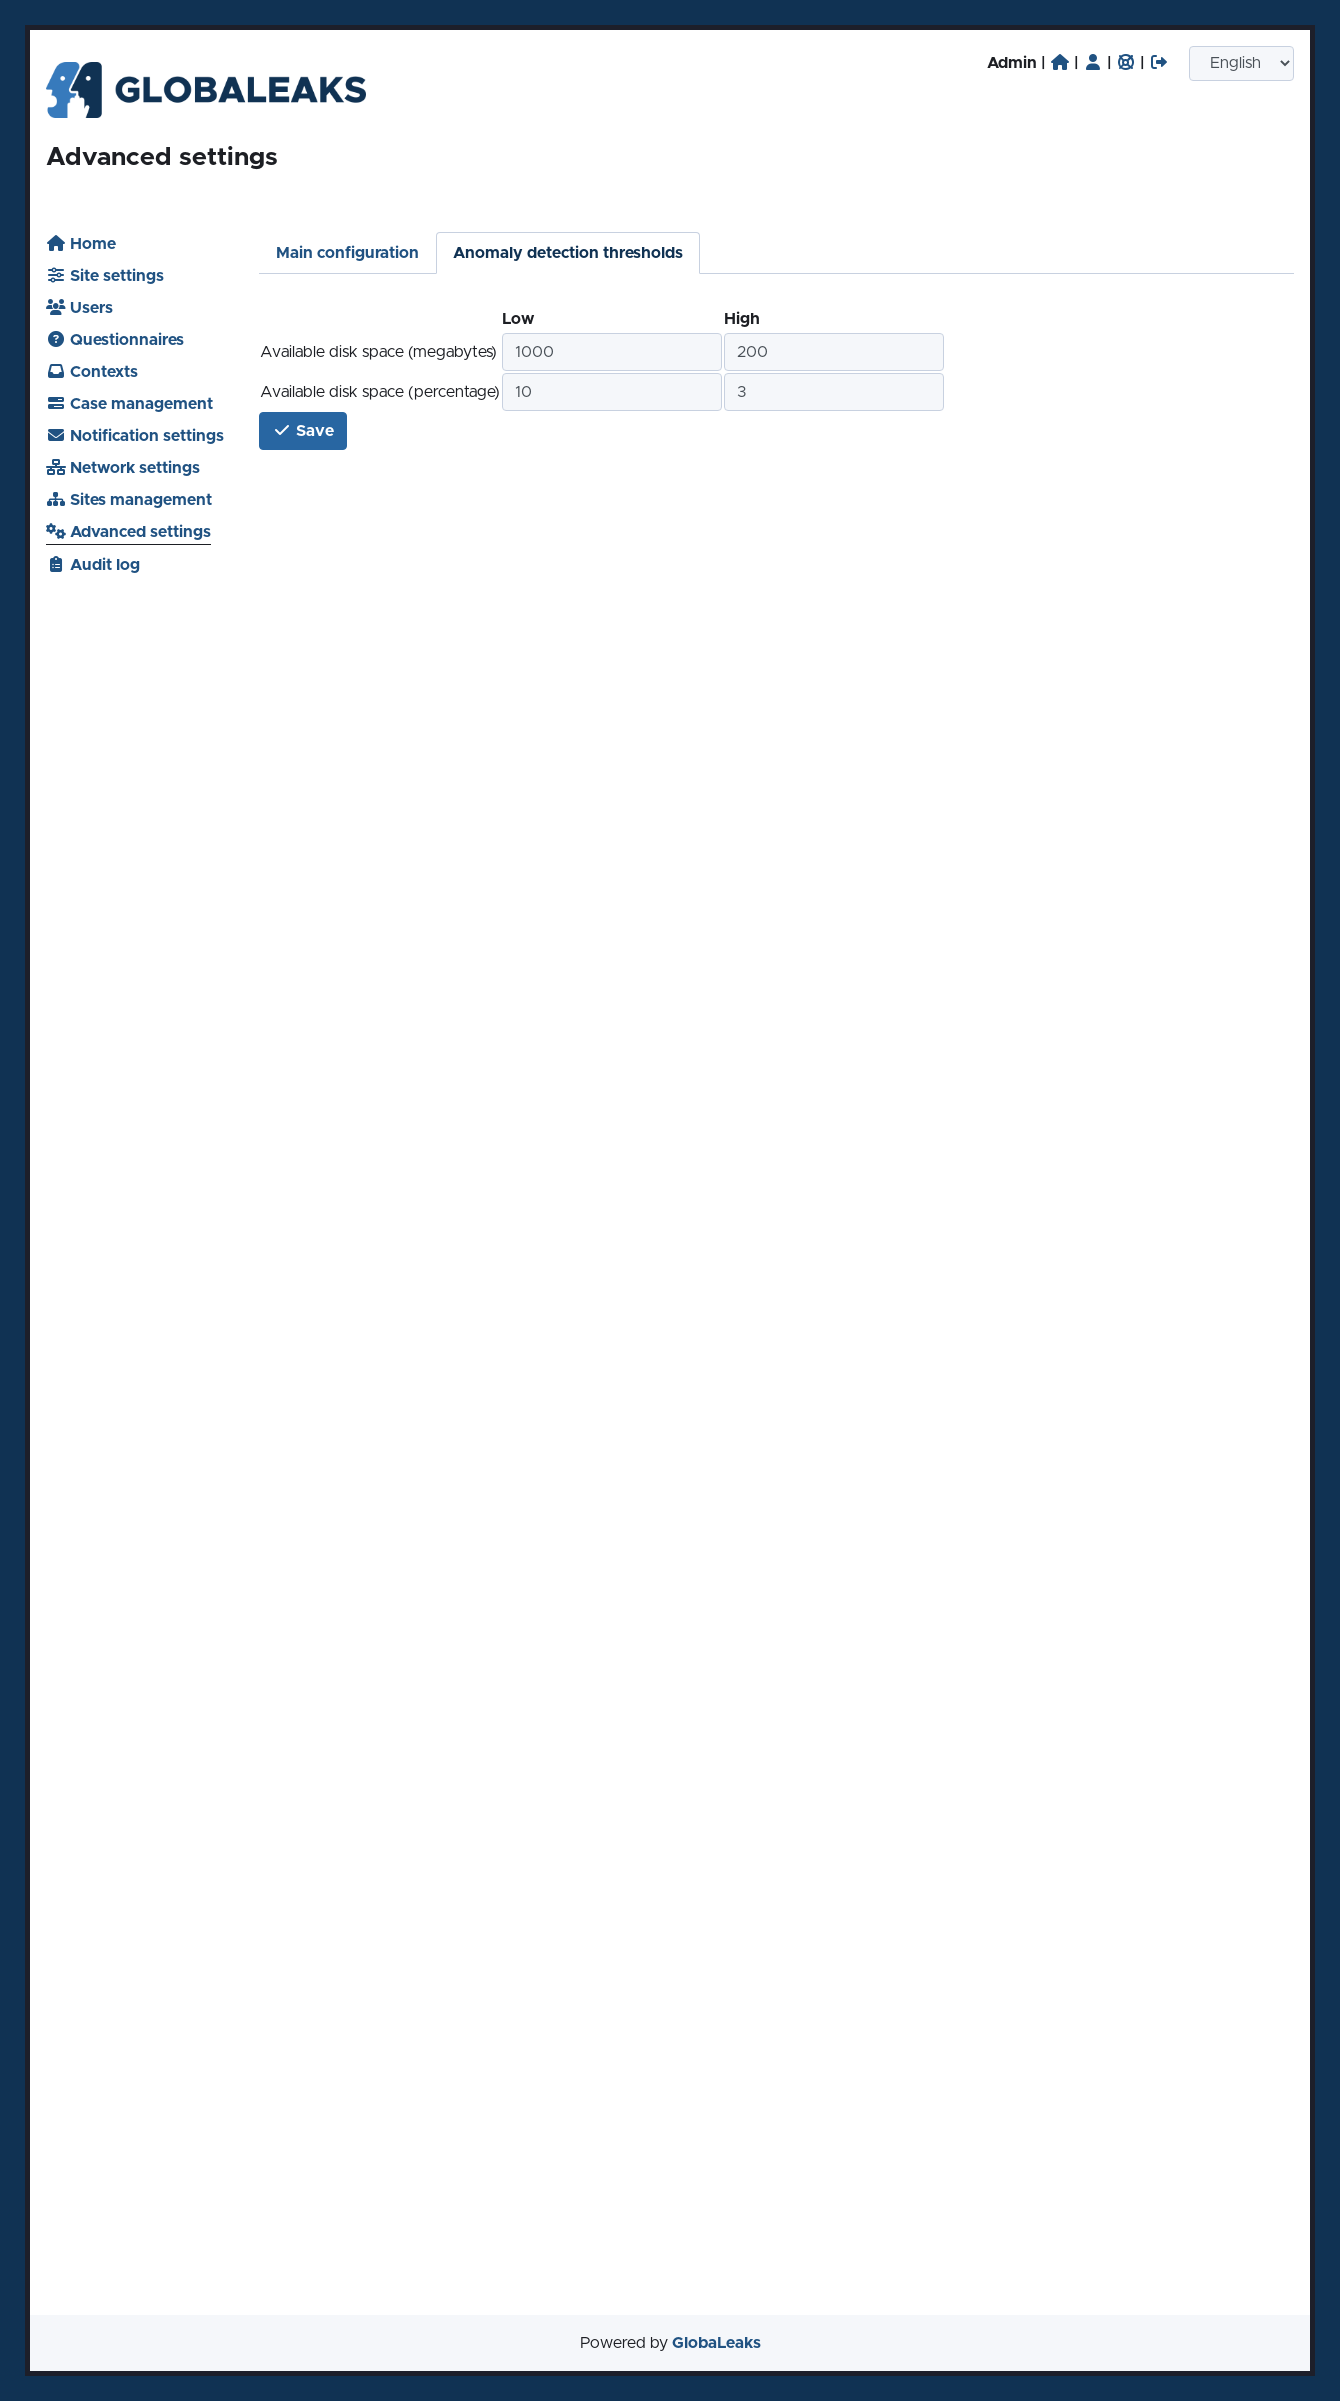 Admin | | | |
English
GLOBALEAKS
Advanced settings
Home
Site settings
Users
Questionnaires
Contexts
Case management
Notification settings
Network settings
Sites management
Advanced settings
Audit log
Main configuration
Anomaly detection thresholds
Low High
Available disk space (megabytes) 1000 200
Available disk space (percentage) 10 3
Save
Powered by GlobaLeaks